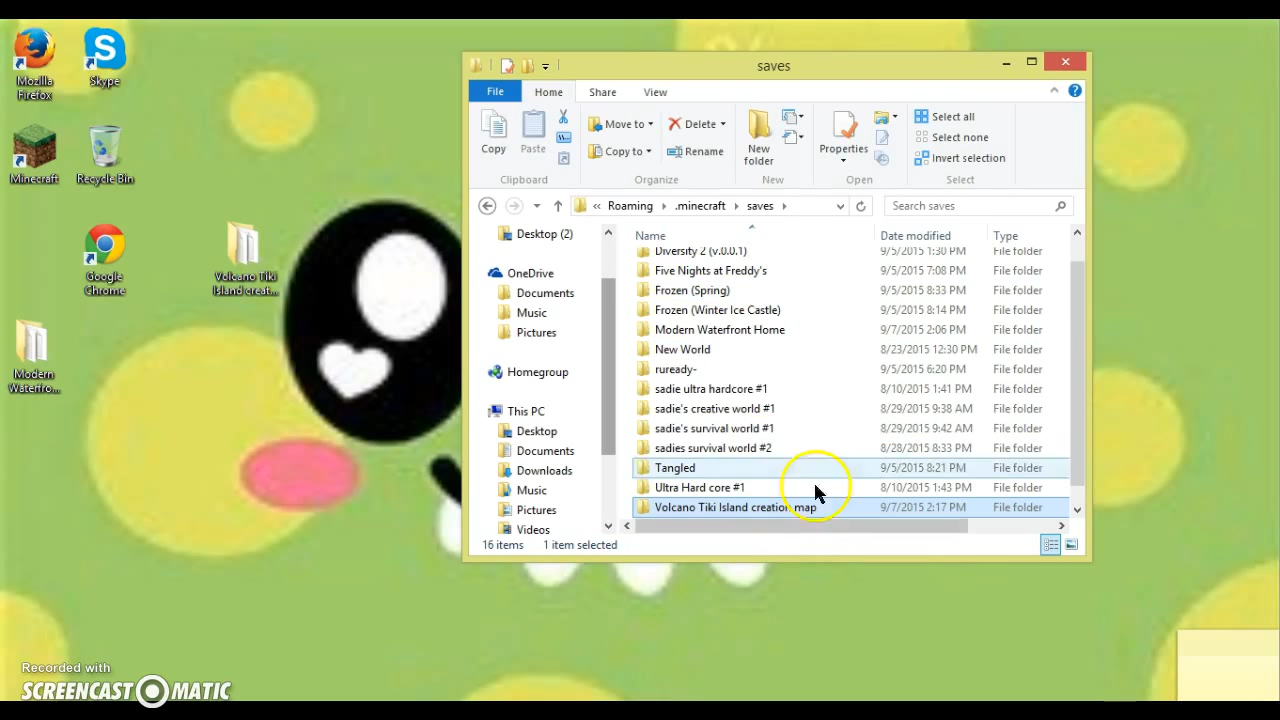 Mozilla
Firefox
Skype
Minecraft
Recycle Bin
Google
Chrome
Volcano Tiki
Island creat...
Modern
Waterfro...
saves
File Home Share View
Copy
Paste
Clipboard
Move to
Copy to
Delete
Rename
Organize
New
folder
New
Properties
Open
Select all
Select none
Invert selection
Select
« Roaming .minecraft saves
Search saves
Desktop (2)
OneDrive
Documents
Music
Pictures
Homegroup
This PC
Desktop
Documents
Downloads
Music
Pictures
Videos
Name Date modified Type
Diversity 2 (v.0.0.1) 9/5/2015 1:30 PM File folder
Five Nights at Freddy's 9/5/2015 7:08 PM File folder
Frozen (Spring) 9/5/2015 8:33 PM File folder
Frozen (Winter Ice Castle) 9/5/2015 8:14 PM File folder
Modern Waterfront Home 9/7/2015 2:06 PM File folder
New World 8/23/2015 12:30 PM File folder
ruready- 9/5/2015 6:20 PM File folder
sadie ultra hardcore #1 8/10/2015 1:41 PM File folder
sadie's creative world #1 8/29/2015 9:38 AM File folder
sadie's survival world #1 8/29/2015 9:42 AM File folder
sadies survival world #2 8/28/2015 8:33 PM File folder
Tangled 9/5/2015 8:21 PM File folder
Ultra Hard core #1 8/10/2015 1:43 PM File folder
Volcano Tiki Island creation map 9/7/2015 2:17 PM File folder
16 items 1 item selected
Recorded with
SCREENCAST MATIC